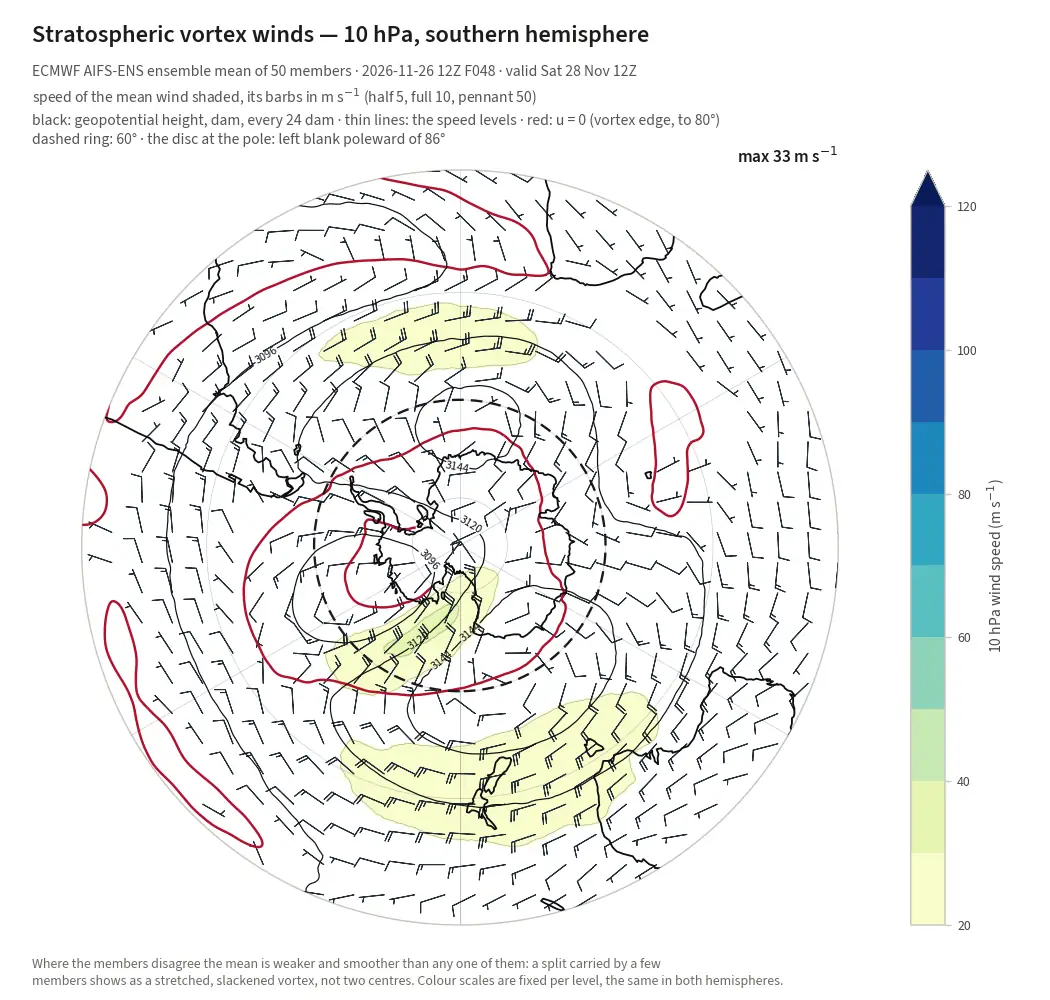 Stratospheric vortex winds — 10 hPa, southern hemisphere
ECMWF AIFS-ENS ensemble mean of 50 members · 2026-11-26 12Z F048 · valid Sat 28 Nov 12Z
speed of the mean wind shaded, its barbs in m s⁻¹ (half 5, full 10, pennant 50)
black: geopotential height, dam, every 24 dam · thin lines: the speed levels · red: u = 0 (vortex edge, to 80°)
dashed ring: 60° · the disc at the pole: left blank poleward of 86°
max 33 m s⁻¹
120
100
80
60
40
20
10 hPa wind speed (m s⁻¹)
3096
3144
3120
3096
3120
3144
Where the members disagree the mean is weaker and smoother than any one of them: a split carried by a few
members shows as a stretched, slackened vortex, not two centres. Colour scales are fixed per level, the same in both hemispheres.